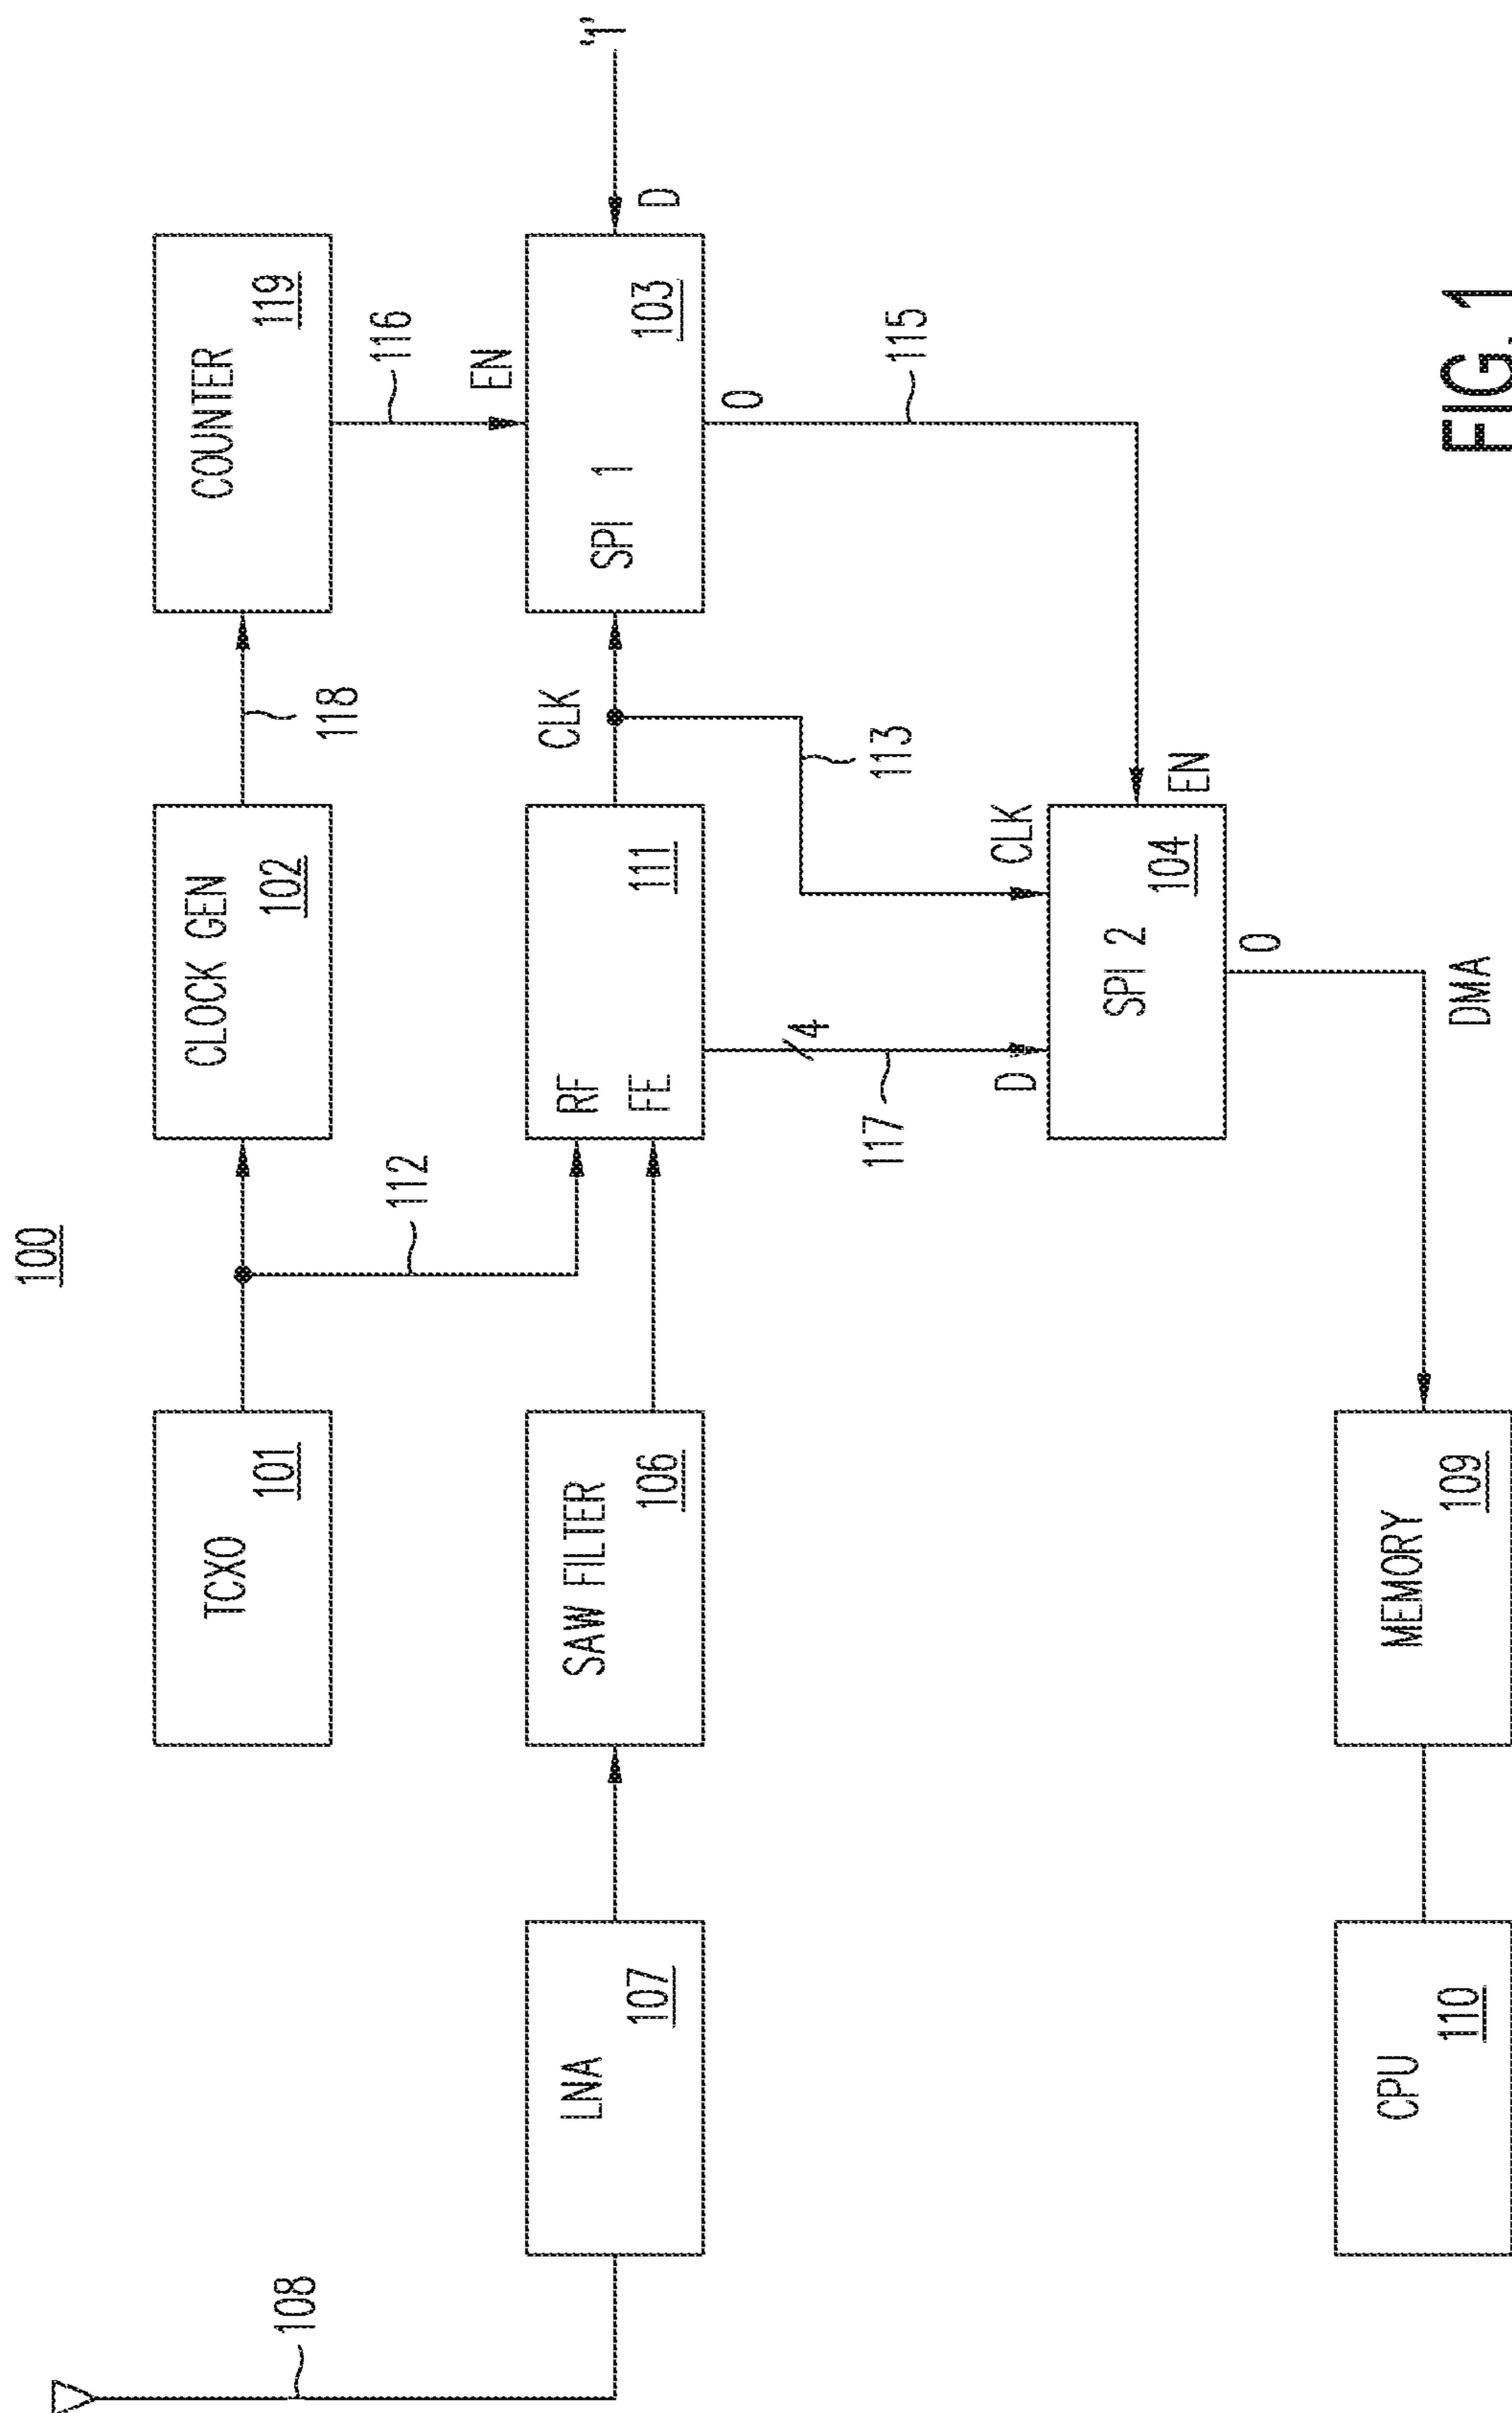 100
TCXO
101
CLOCK GEN
102
118
COUNTER
119
112
116
EN
108
LNA
107
SAW FILTER
106
RF
FE
111
CLK
SPI 1
103
D
'1'
117
4
113
O
115
D
CLK
SPI 2
104
EN
O
DMA
CPU
110
MEMORY
109
FIG. 1